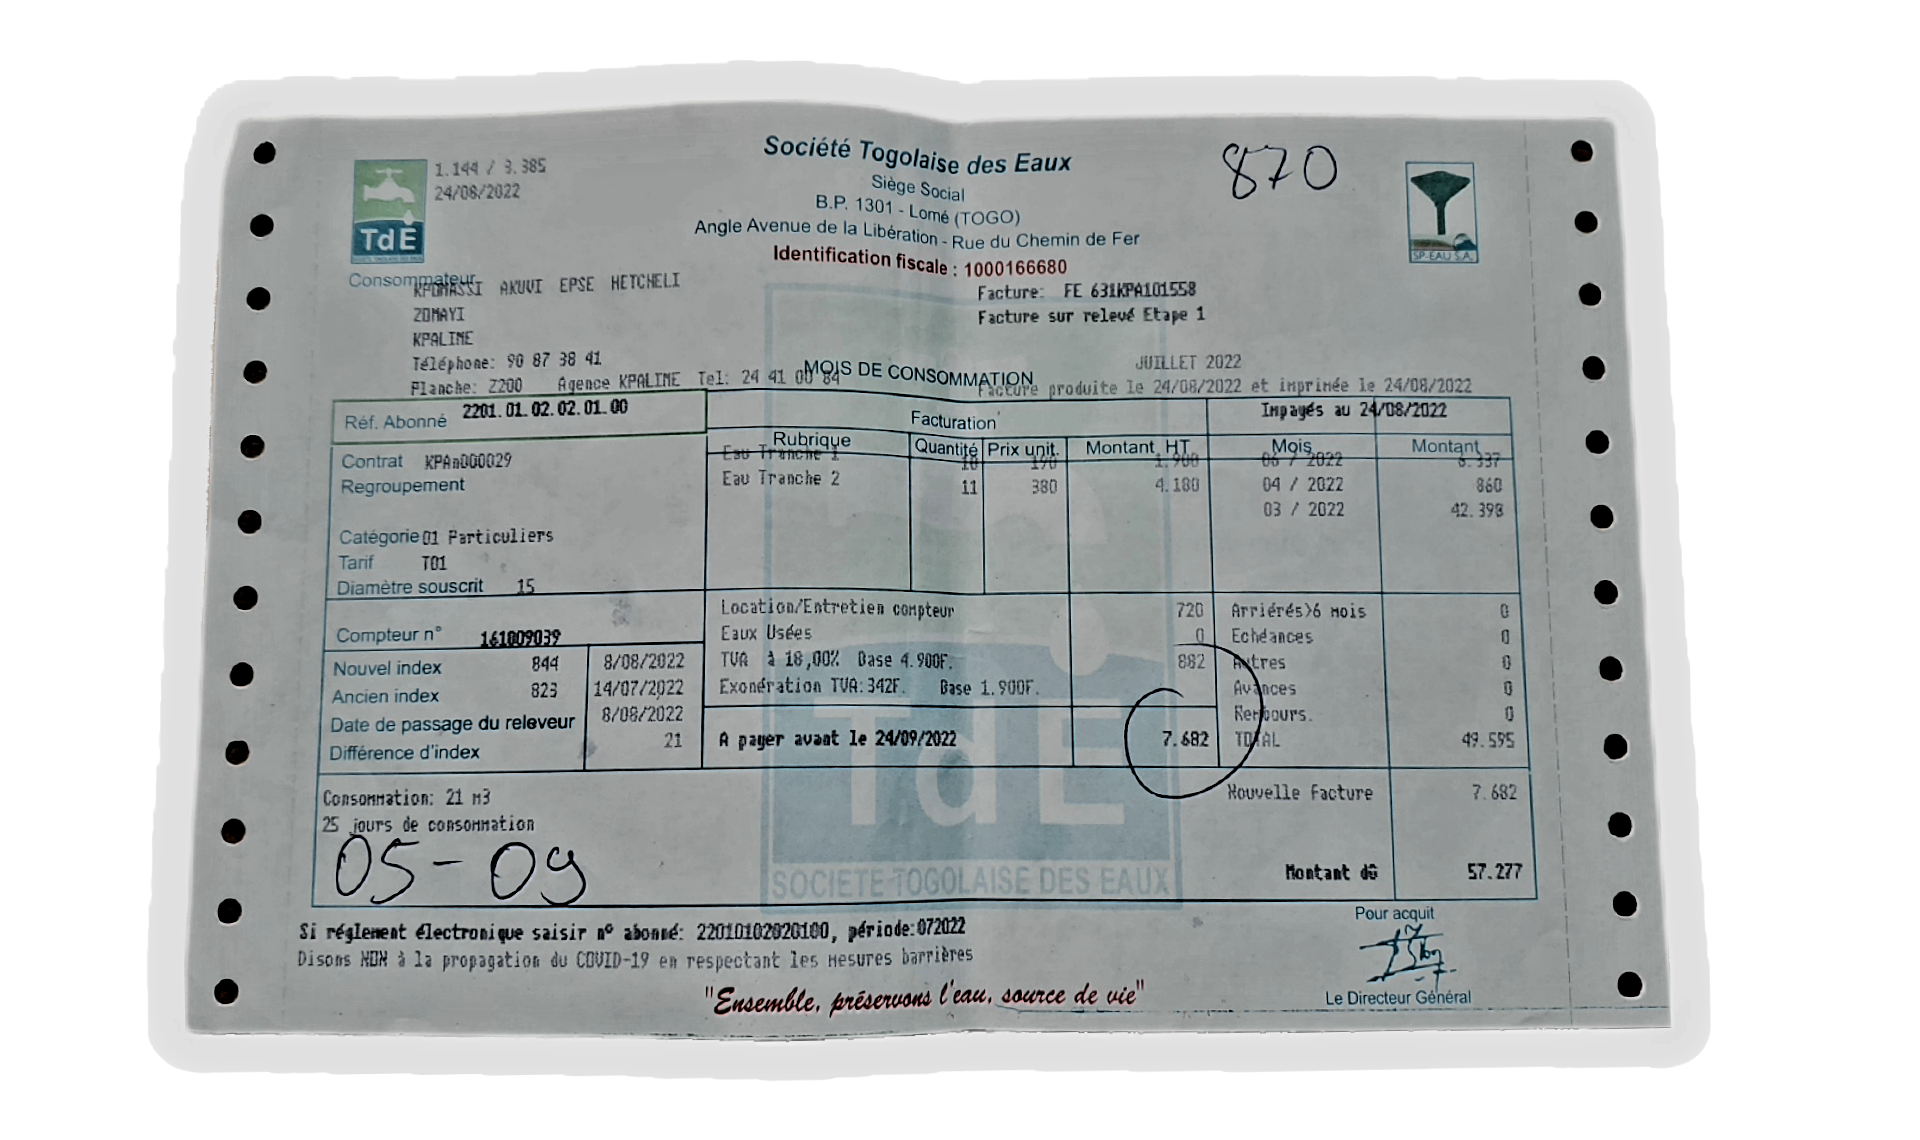 1.144 / 3.385
24/08/2022
TdE
Société Togolaise des Eaux
Siège Social
B.P. 1301 - Lomé (TOGO)
Angle Avenue de la Libération - Rue du Chemin de Fer
Identification fiscale : 1000166680
870
SP-EAU S.A.
Consommateur
KPOMASSI AKUVI EPSE HETCHELI
ZOMAYI
KPALIME
Téléphone: 90 87 38 41
Planche: Z200 Agence KPALIME Tel: 24 41 00 84
Facture: FE 631KPA101558
Facture sur relevé Etape 1
MOIS DE CONSOMMATION JUILLET 2022
Facture produite le 24/08/2022 et imprimée le 24/08/2022
Réf. Abonné 2201.01.02.02.01.00
Contrat KPAn000029
Regroupement
Catégorie 01 Particuliers
Tarif T01
Diamètre souscrit 15
Compteur n° 161009039
Nouvel index 844 8/08/2022
Ancien index 823 14/07/2022
Date de passage du releveur 8/08/2022
Différence d'index 21
Facturation
Rubrique Quantité Prix unit. Montant HT
Eau Tranche 1 10 190 1.900
Eau Tranche 2 11 380 4.180
Location/Entretien compteur 720
Eaux Usées 0
TVA à 18,00% Base 4.900F. 882
Exonération TVA:342F. Base 1.900F.
A payer avant le 24/09/2022 7.682
Impayés au 24/08/2022
Mois Montant
06 / 2022 6.337
04 / 2022 860
03 / 2022 42.398
Arriérés>6 mois 0
Echéances 0
Autres 0
Avances 0
Rembours. 0
TOTAL 49.595
Nouvelle facture 7.682
Montant dû 57.277
Consommation: 21 m3
25 jours de consommation
05-09
TdE
SOCIETE TOGOLAISE DES EAUX
Si réglement électronique saisir n° abonné: 22010102020100, période:072022
Disons NON à la propagation du COVID-19 en respectant les mesures barrières
"Ensemble, préservons l'eau, source de vie"
Pour acquit
Le Directeur Général